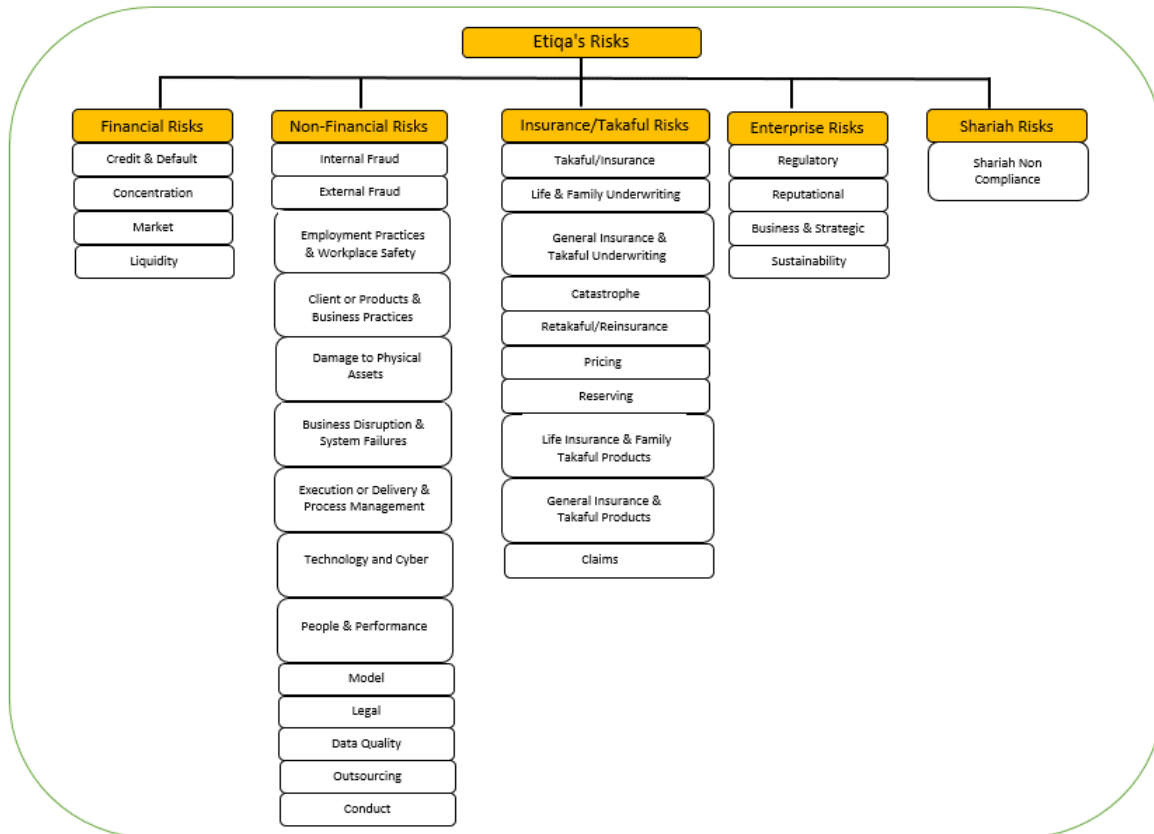 Etiqa's Risks
Financial Risks
Credit & Default
Concentration
Market
Liquidity
Non-Financial Risks
Internal Fraud
External Fraud
Employment Practices
& Workplace Safety
Client or Products &
Business Practices
Damage to Physical
Assets
Business Disruption &
System Failures
Execution or Delivery &
Process Management
Technology and Cyber
People & Performance
Model
Legal
Data Quality
Outsourcing
Conduct
Insurance/Takaful Risks
Takaful/Insurance
Life & Family Underwriting
General Insurance &
Takaful Underwriting
Catastrophe
Retakaful/Reinsurance
Pricing
Reserving
Life Insurance & Family
Takaful Products
General Insurance &
Takaful Products
Claims
Enterprise Risks
Regulatory
Reputational
Business & Strategic
Sustainability
Shariah Risks
Shariah Non
Compliance